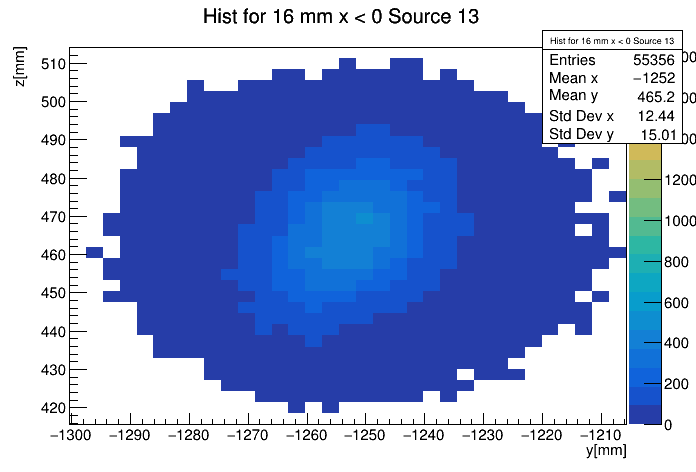 Hist for 16 mm x < 0 Source 13
Hist for 16 mm x < 0 Source 13
Entries 55356
Mean x −1252
Mean y 465.2
Std Dev x 12.44
Std Dev y 15.01
z[mm]
510
500
490
480
470
460
450
440
430
420
−1300 −1290 −1280 −1270 −1260 −1250 −1240 −1230 −1220 −1210
y[mm]
1200
1000
800
600
400
200
0